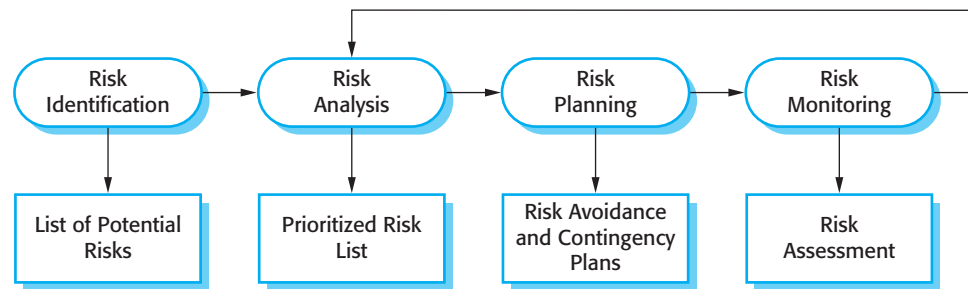 Risk
Identification
Risk
Analysis
Risk
Planning
Risk
Monitoring
List of Potential
Risks
Prioritized Risk
List
Risk Avoidance
and Contingency
Plans
Risk
Assessment